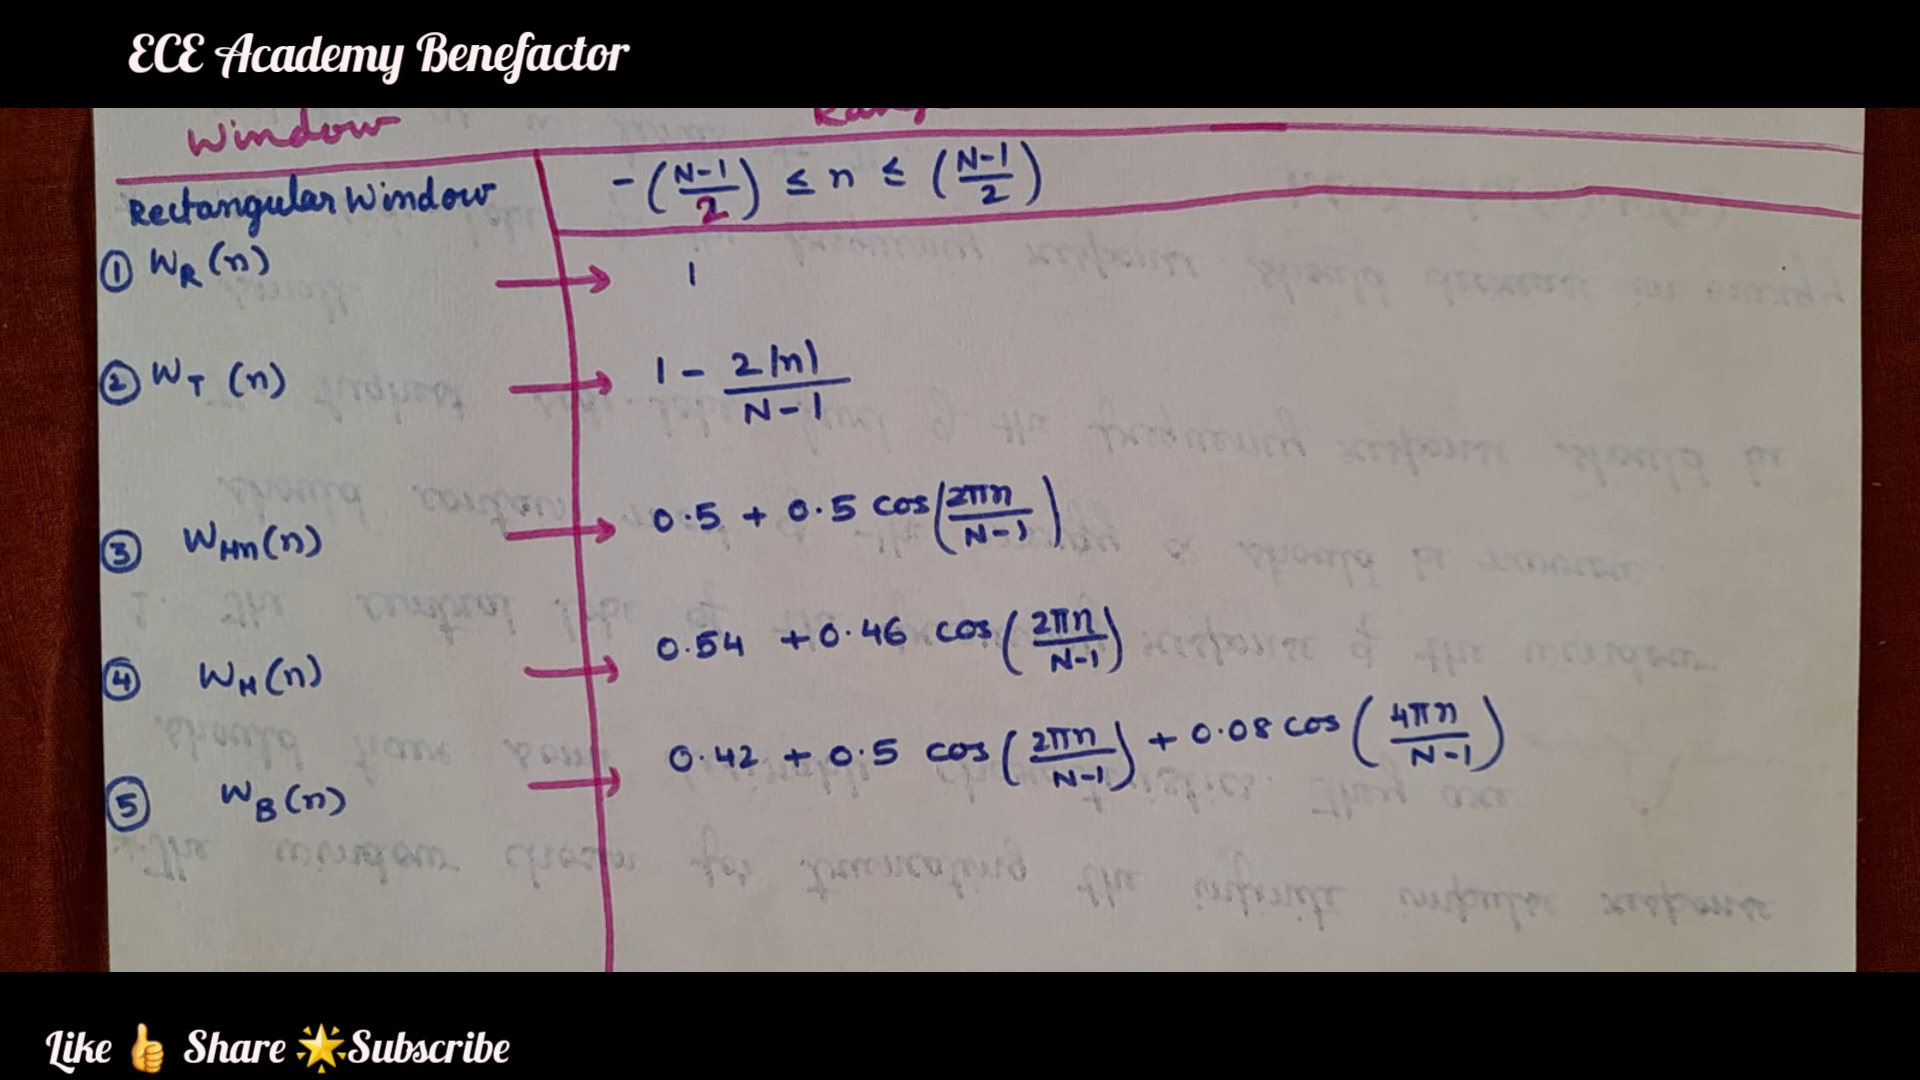 ECE Academy Benefactor
Window
Rectangular Window
-(N-1/2) ≤ n ≤ (N-1/2)
① W_R(n) → 1
② W_T(n) → 1 - 2|n|/N-1
③ W_Hn(n) → 0.5 + 0.5 cos(2πn/N-1)
④ W_H(n) → 0.54 + 0.46 cos(2πn/N-1)
⑤ W_B(n) → 0.42 + 0.5 cos(2πn/N-1) + 0.08 cos(4πn/N-1)
Like 👍 Share 🌟Subscribe